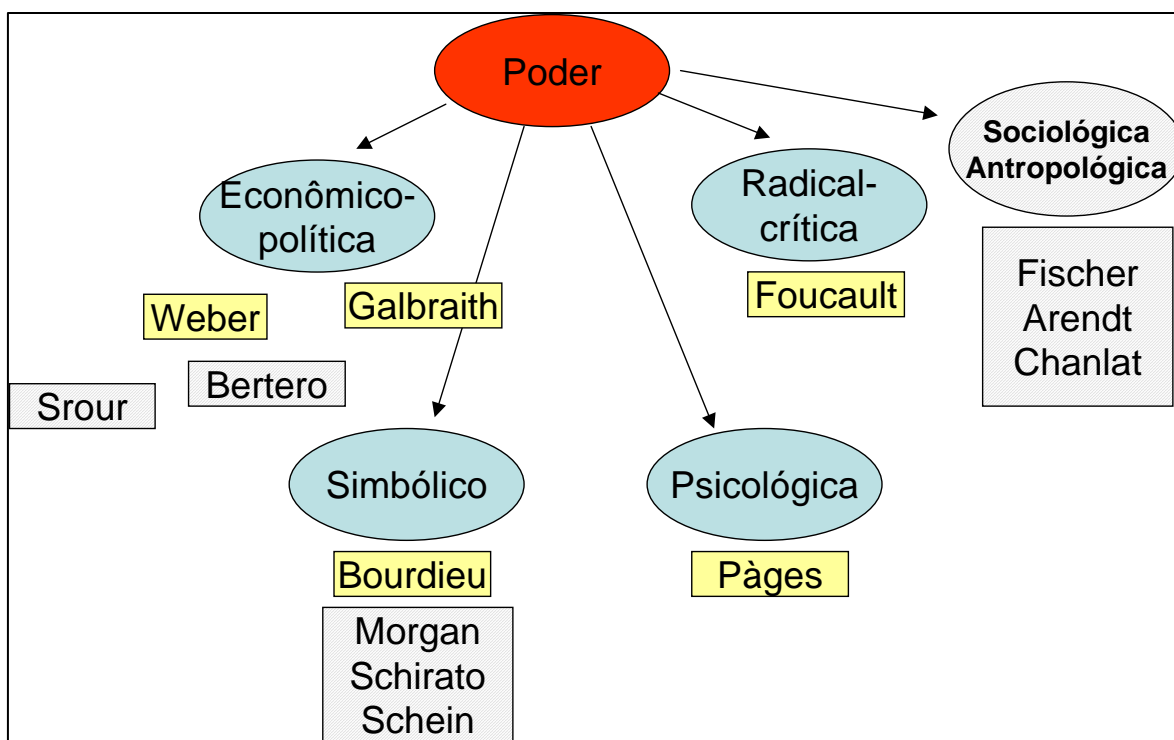 Poder
Sociológica
Antropológica
Econômico-
política
Radical-
crítica
Fischer
Arendt
Chanlat
Galbraith
Foucault
Weber
Bertero
Srour
Simbólico
Psicológica
Bourdieu
Pàges
Morgan
Schirato
Schein